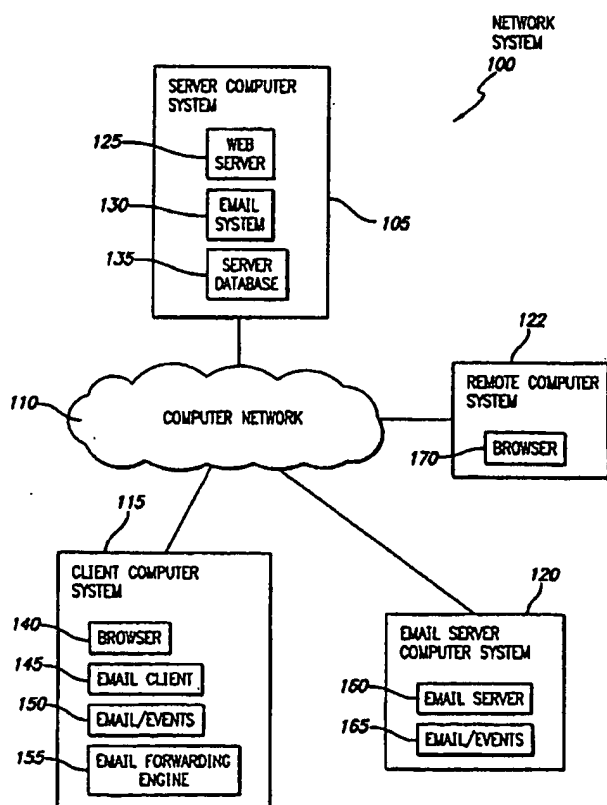 NETWORK
SYSTEM
100
SERVER COMPUTER
SYSTEM
125
WEB
SERVER
130
EMAIL
SYSTEM
105
135
SERVER
DATABASE
122
110
COMPUTER NETWORK
REMOTE COMPUTER
SYSTEM
170
BROWSER
115
CLIENT COMPUTER
SYSTEM
120
140
BROWSER
EMAIL SERVER
COMPUTER SYSTEM
145
EMAIL CLIENT
160
EMAIL SERVER
150
EMAIL/EVENTS
165
EMAIL/EVENTS
155
EMAIL FORWARDING
ENGINE